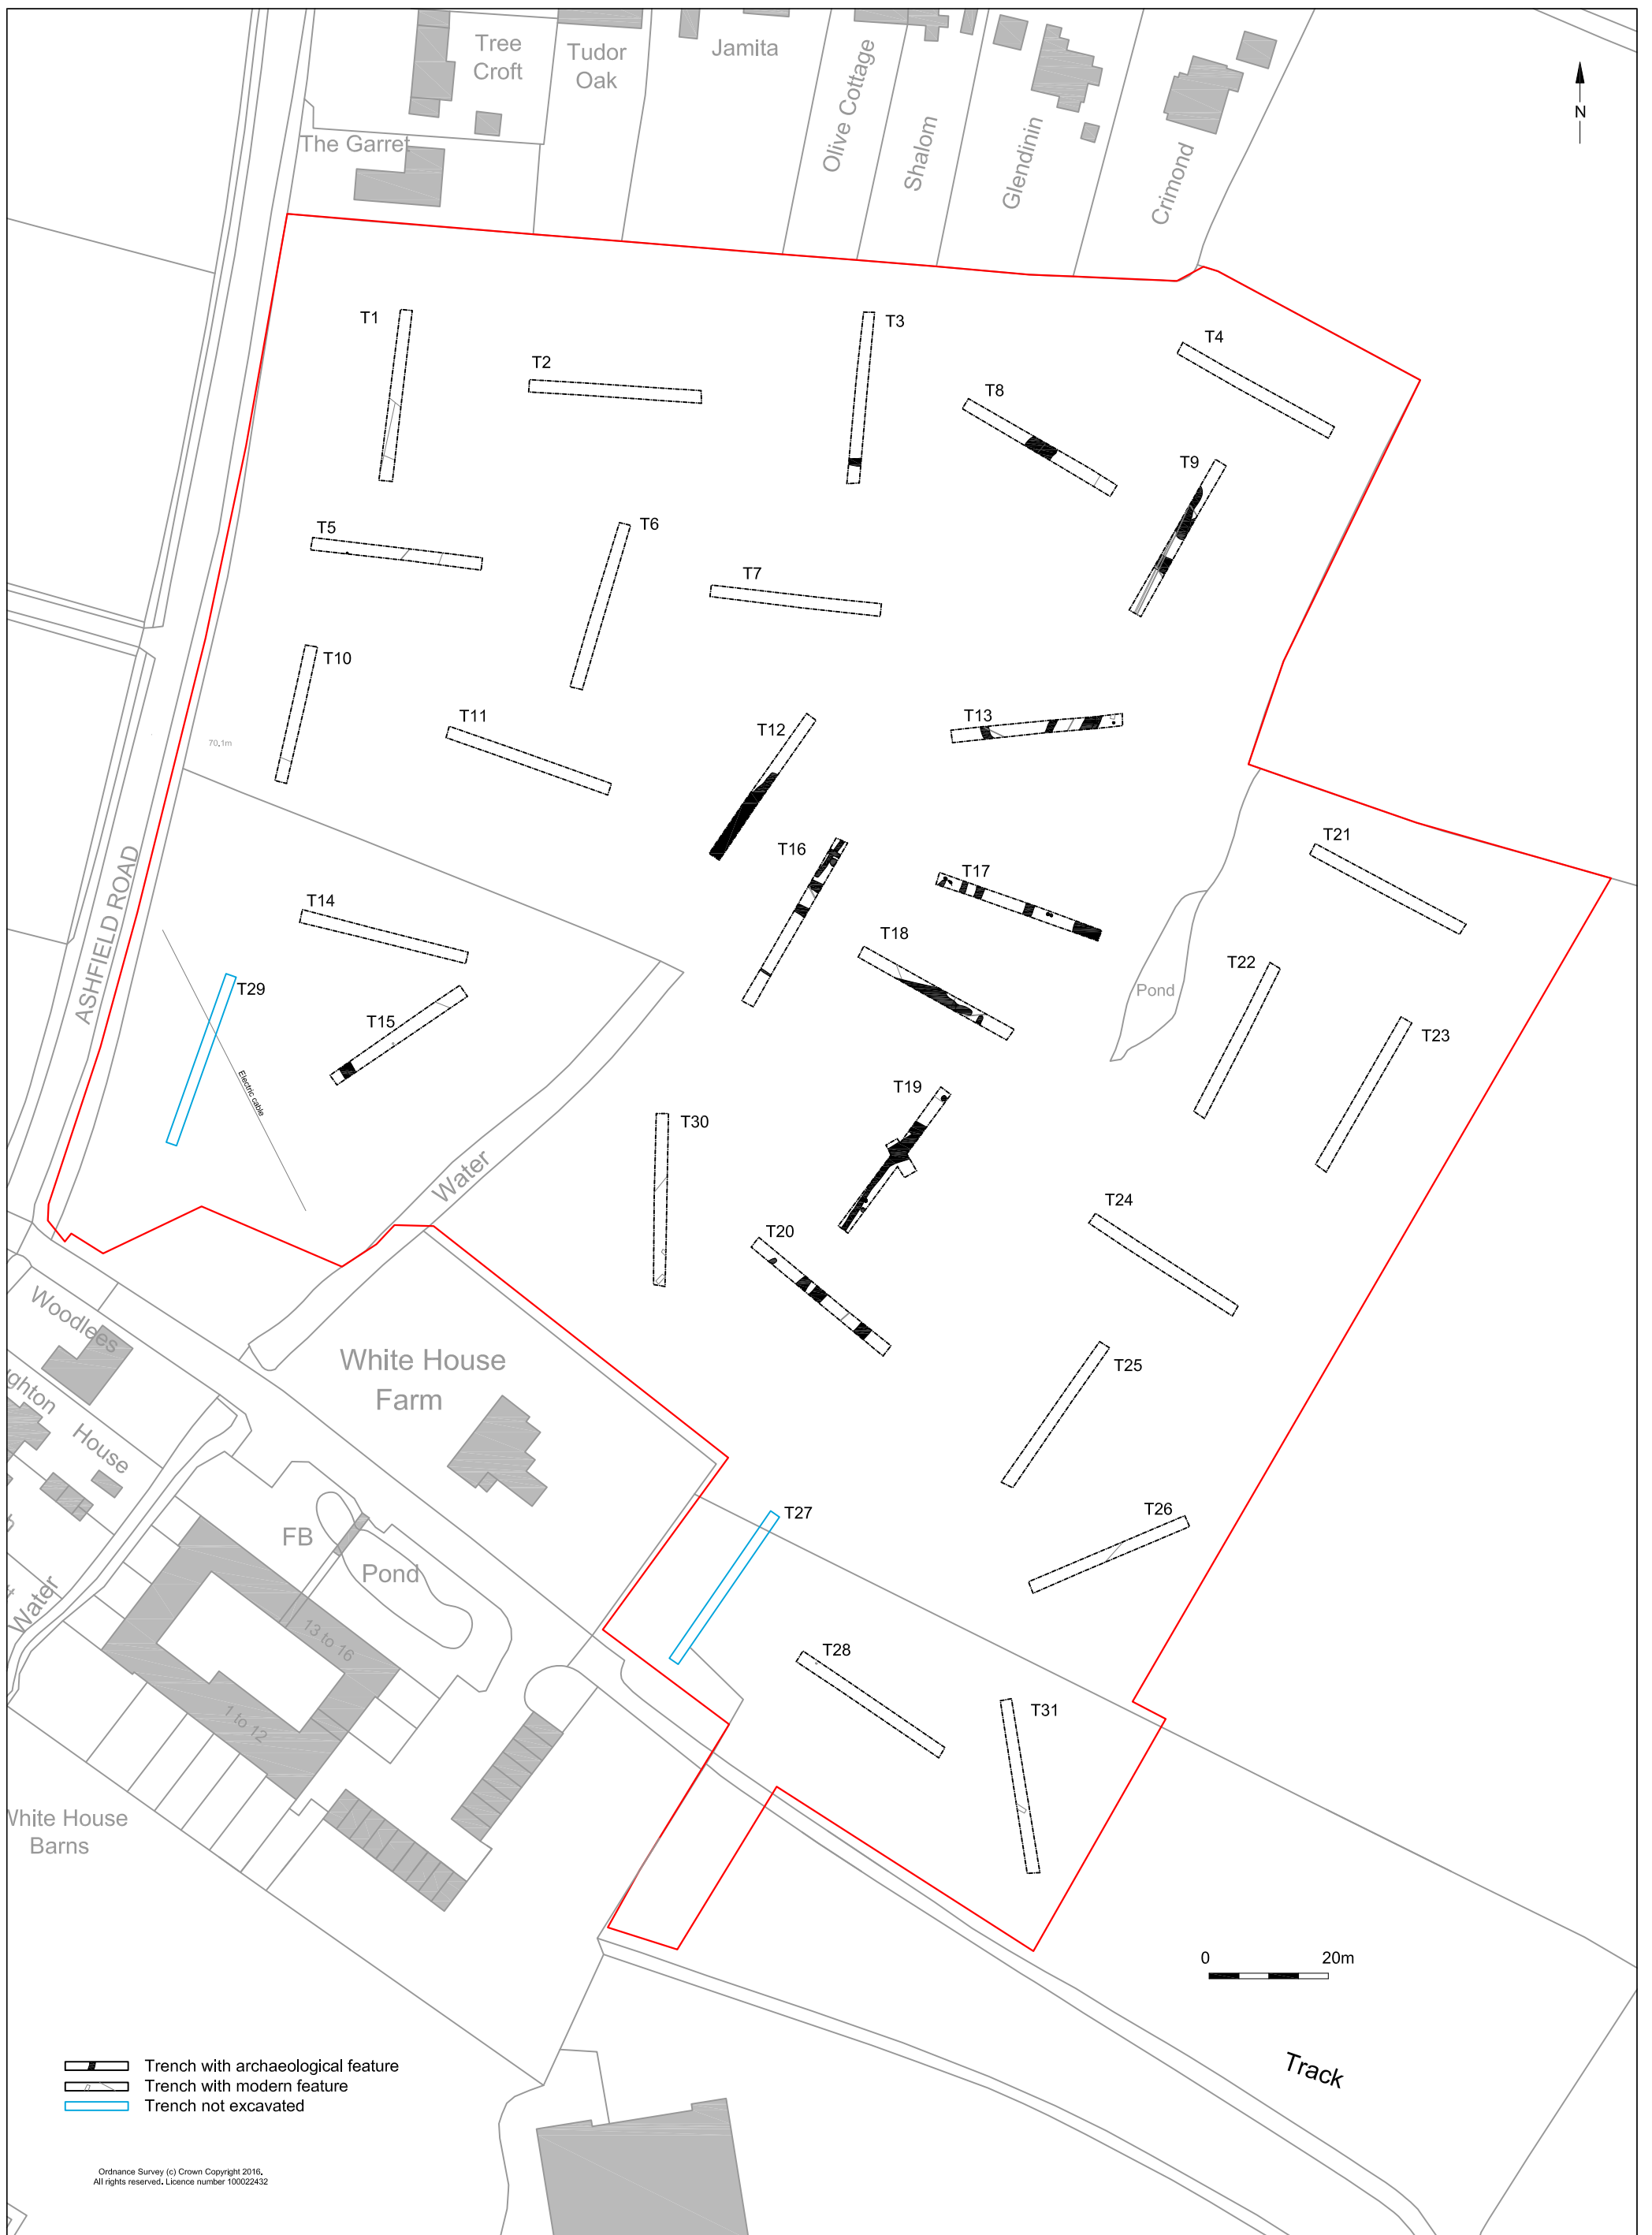 Tree
Croft
Tudor
Oak
Jamita
Olive Cottage
Shalom
Glendinin
Crimond
The Garret
N
T1
T2
T3
T4
T8
T9
T5
T6
T7
T10
T11
T12
T13
70.1m
ASHFIELD ROAD
T14
T15
T16
T17
T18
T21
T22
T23
Pond
T29
Electric cable
T30
T19
T20
T24
T25
T26
Water
Woodlees
ighton
House
White House
Farm
FB
Pond
Water
13 to 16
1 to 12
T27
T28
T31
White House
Barns
0 20m
Track
Trench with archaeological feature
Trench with modern feature
Trench not excavated
Ordnance Survey (c) Crown Copyright 2016.
All rights reserved. Licence number 100022432